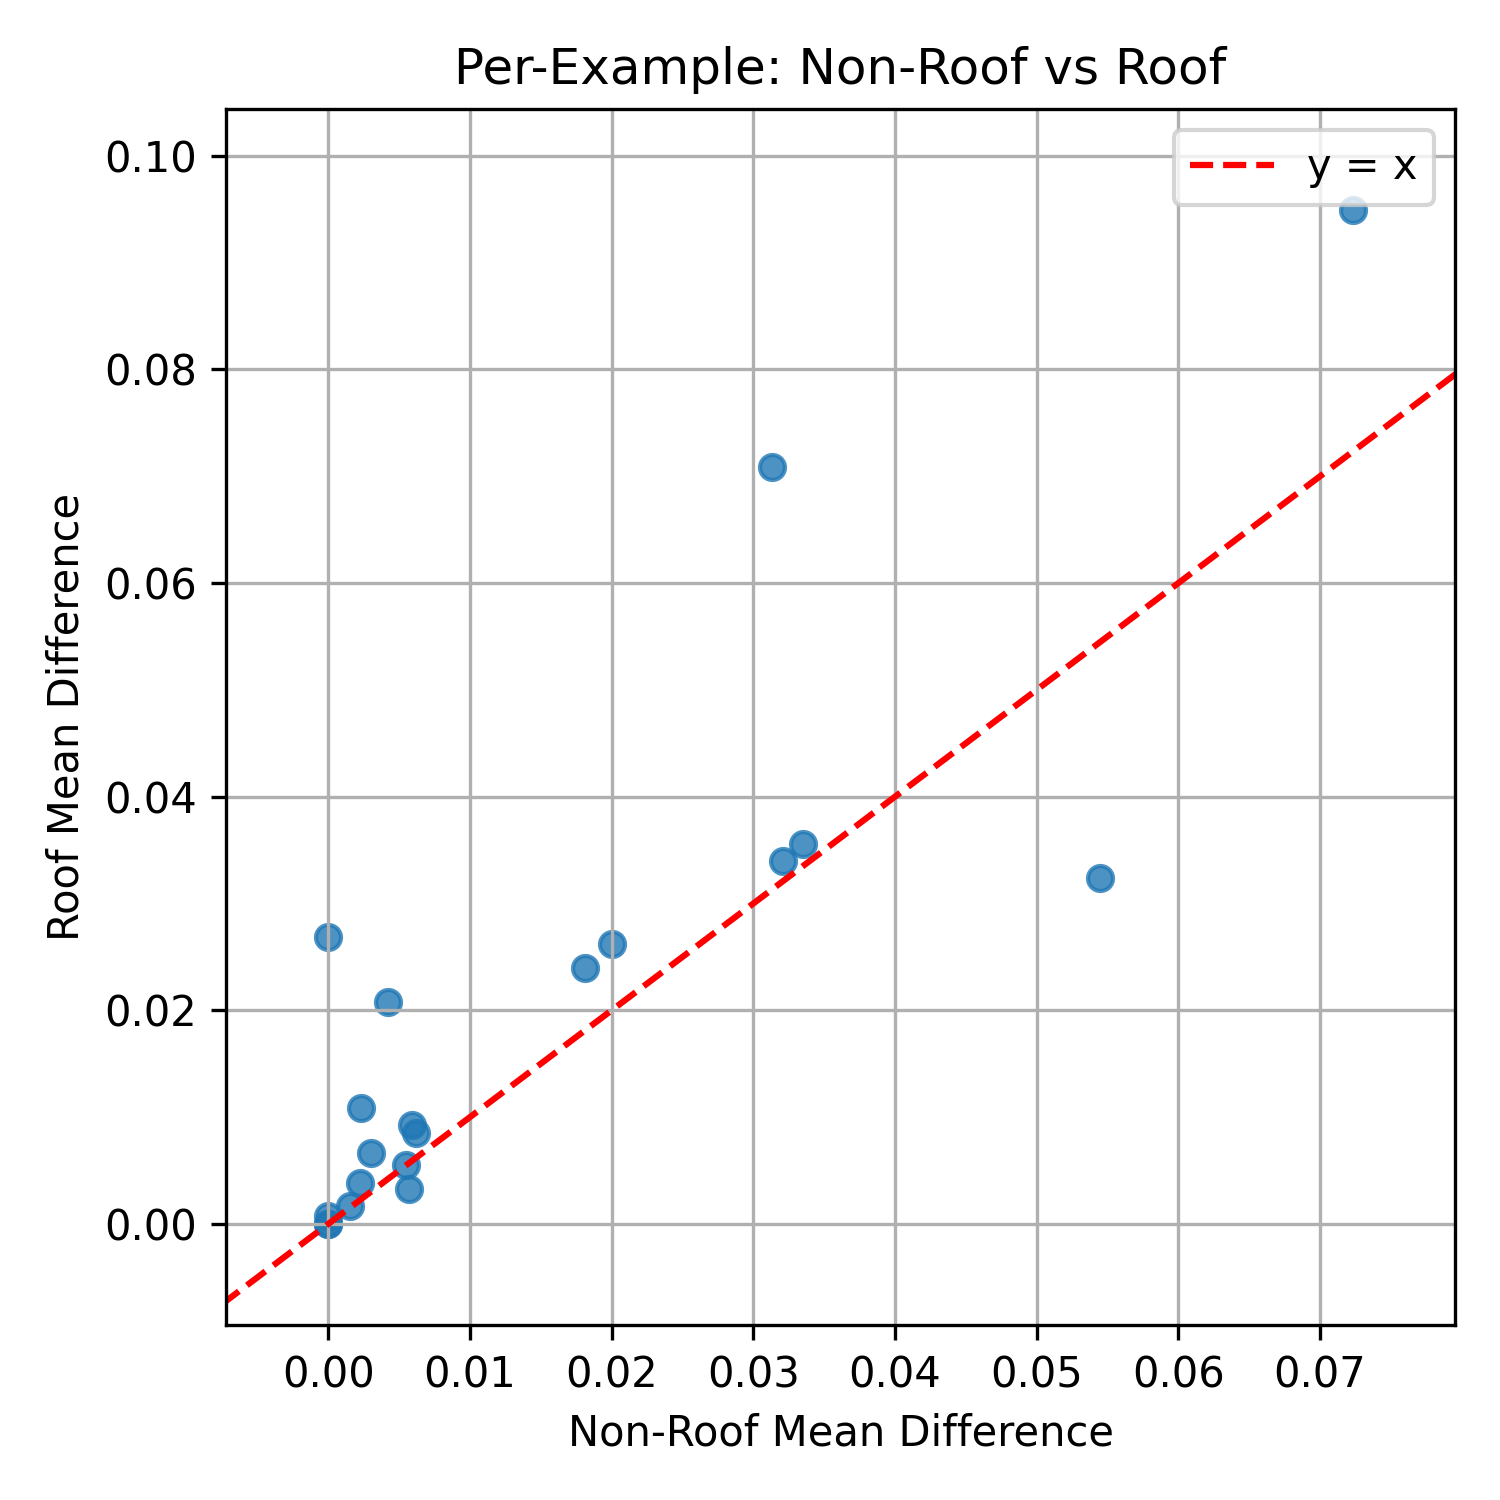 Per-Example: Non-Roof vs Roof
y = x
0.10
0.08
0.06
0.04
0.02
0.00
Roof Mean Difference
0.00 0.01 0.02 0.03 0.04 0.05 0.06 0.07
Non-Roof Mean Difference